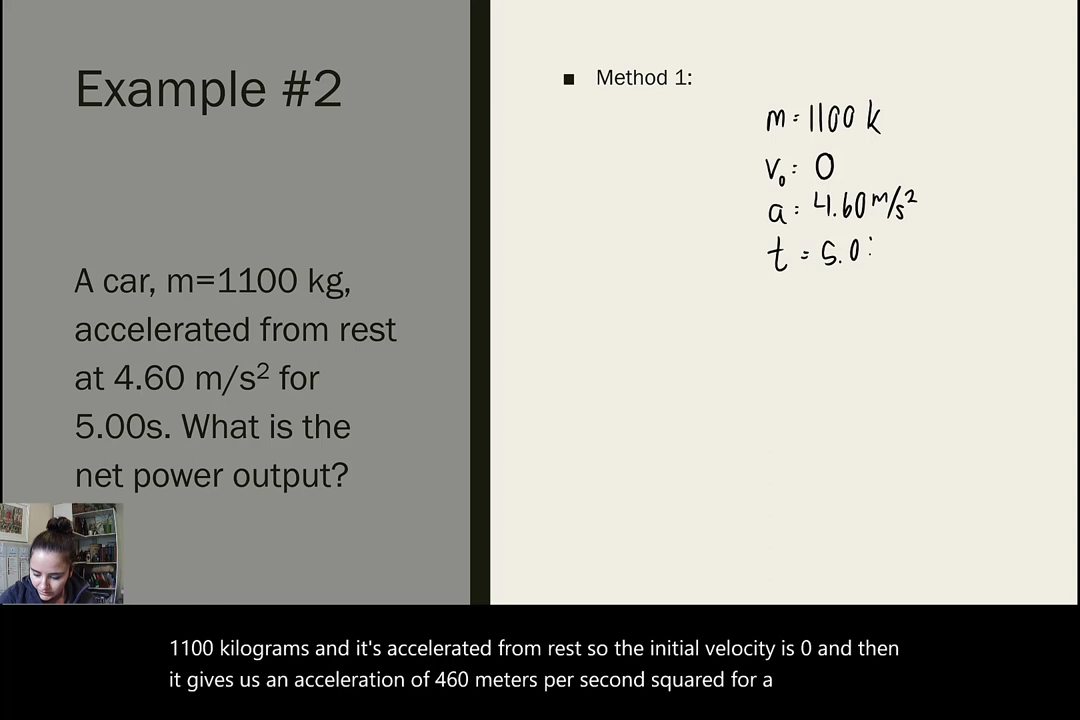 Example #2
A car, m=1100 kg,
accelerated from rest
at 4.60 m/s² for
5.00s. What is the
net power output?
■ Method 1:
m = 1100 k
v₀ = 0
a = 4.60 m/s²
t = 5.0
1100 kilograms and it's accelerated from rest so the initial velocity is 0 and then
it gives us an acceleration of 460 meters per second squared for a